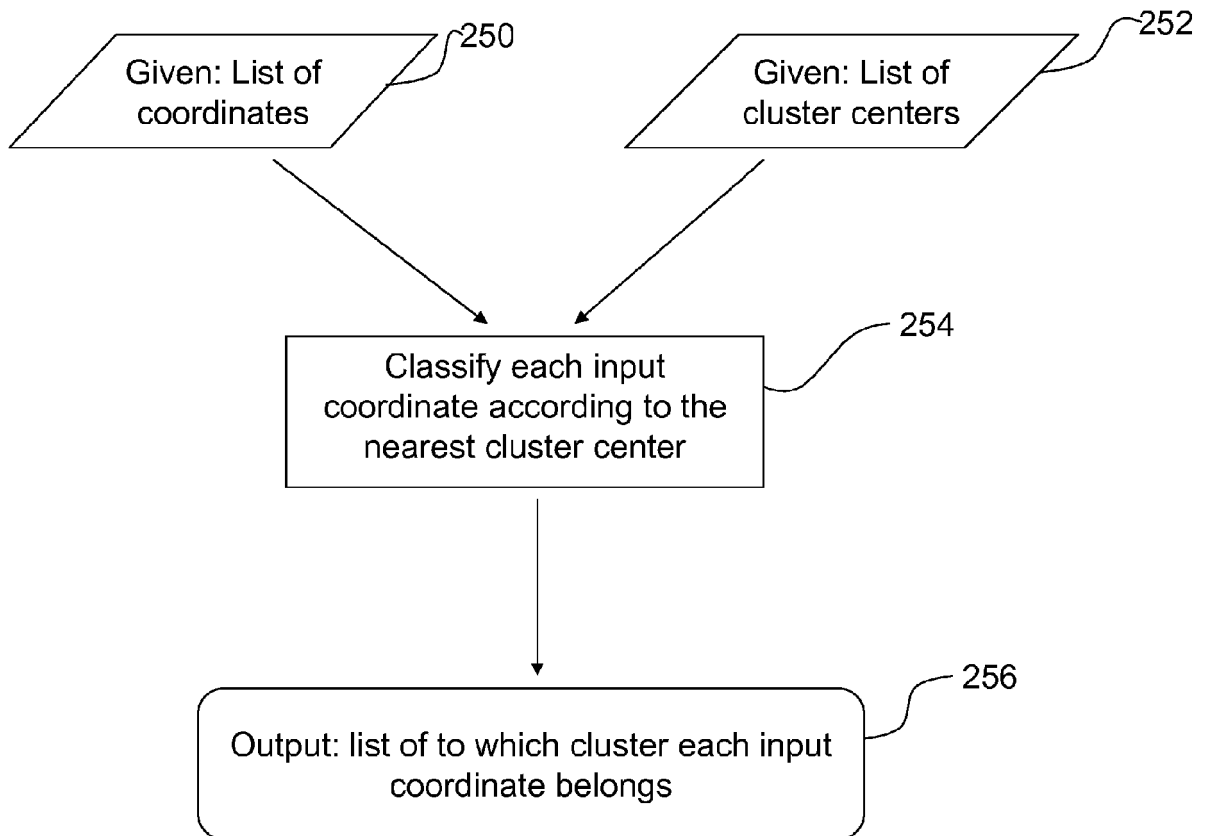 Given: List of
coordinates
250
Given: List of
cluster centers
252
Classify each input
coordinate according to the
nearest cluster center
254
Output: list of to which cluster each input
coordinate belongs
256